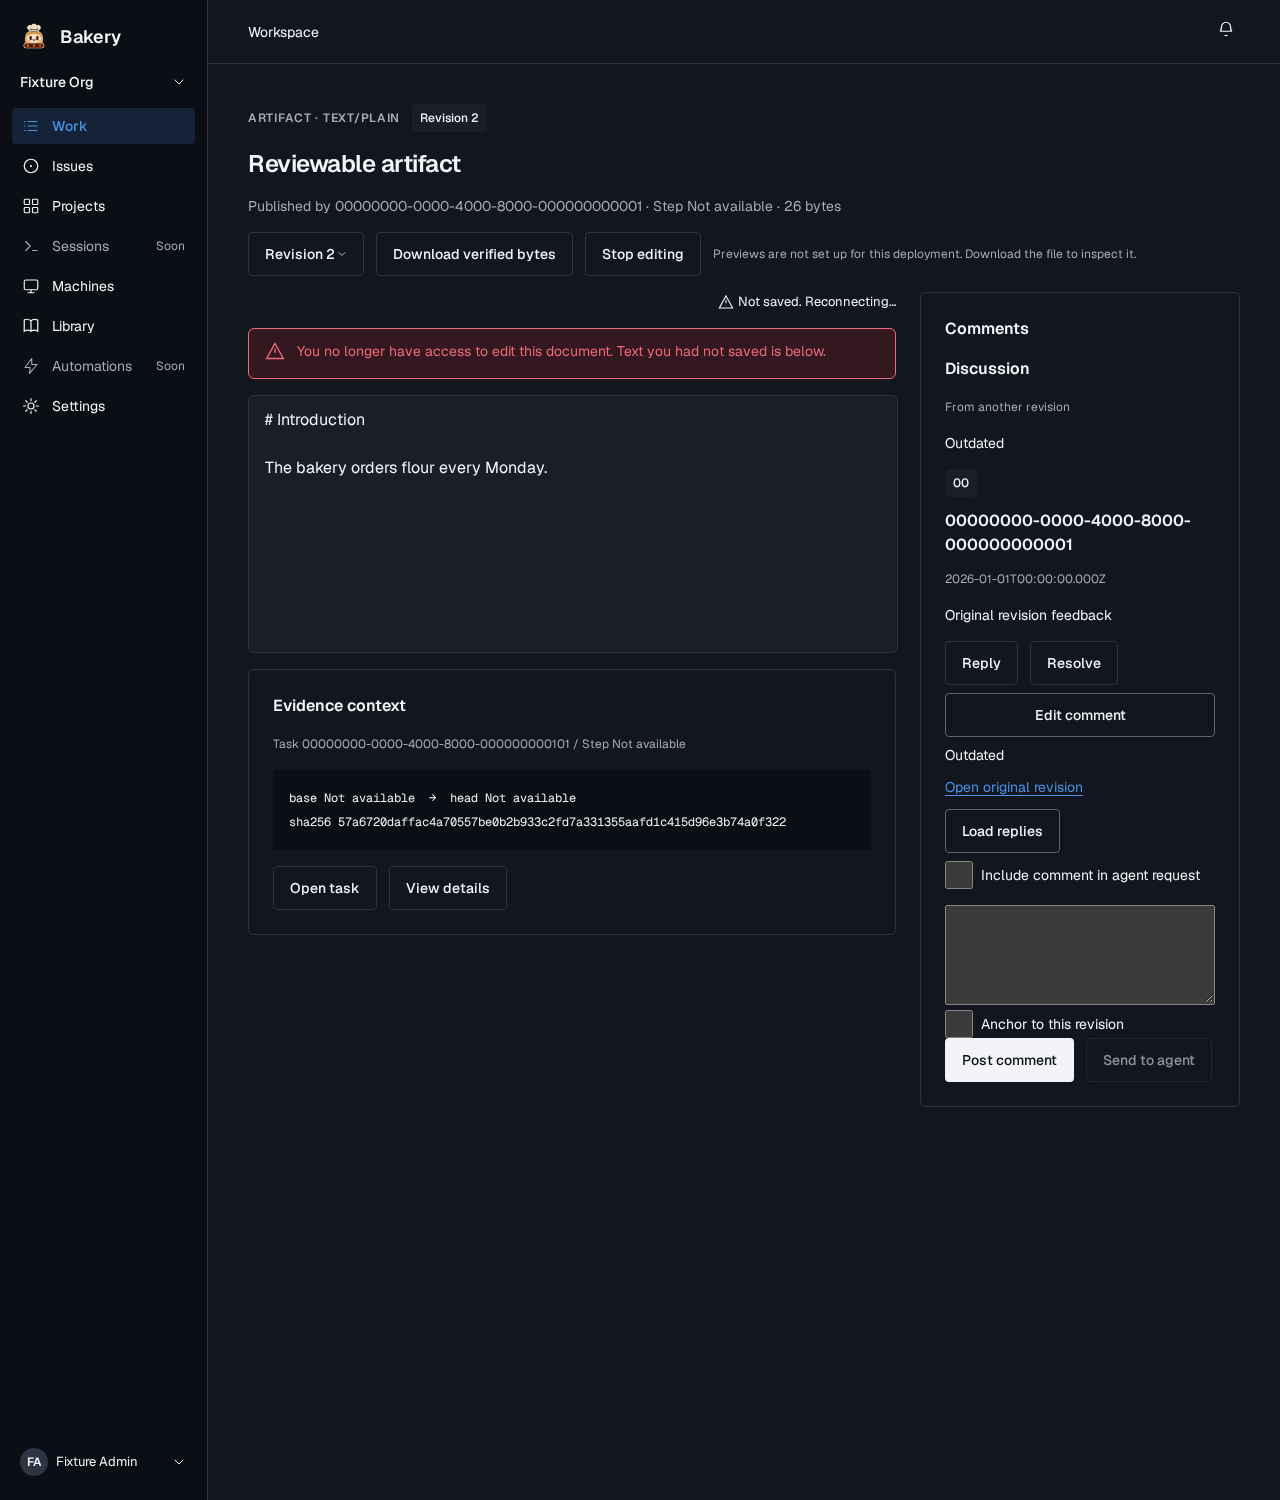 Bakery
Fixture Org
Work
Issues
Projects
Sessions Soon
Machines
Library
Automations Soon
Settings
FA Fixture Admin
Workspace
ARTIFACT · TEXT/PLAIN Revision 2
Reviewable artifact
Published by 00000000-0000-4000-8000-000000000001 · Step Not available · 26 bytes
Revision 2 Download verified bytes Stop editing Previews are not set up for this deployment. Download the file to inspect it.
Not saved. Reconnecting…
You no longer have access to edit this document. Text you had not saved is below.
# Introduction
The bakery orders flour every Monday.
Evidence context
Task 00000000-0000-4000-8000-000000000101 / Step Not available
base Not available → head Not available
sha256 57a6720daffac4a70557be0b2b933c2fd7a331355aafd1c415d96e3b74a0f322
Open task View details
Comments
Discussion
From another revision
Outdated
00
00000000-0000-4000-8000-
000000000001
2026-01-01T00:00:00.000Z
Original revision feedback
Reply Resolve
Edit comment
Outdated
Open original revision
Load replies
Include comment in agent request
Anchor to this revision
Post comment Send to agent